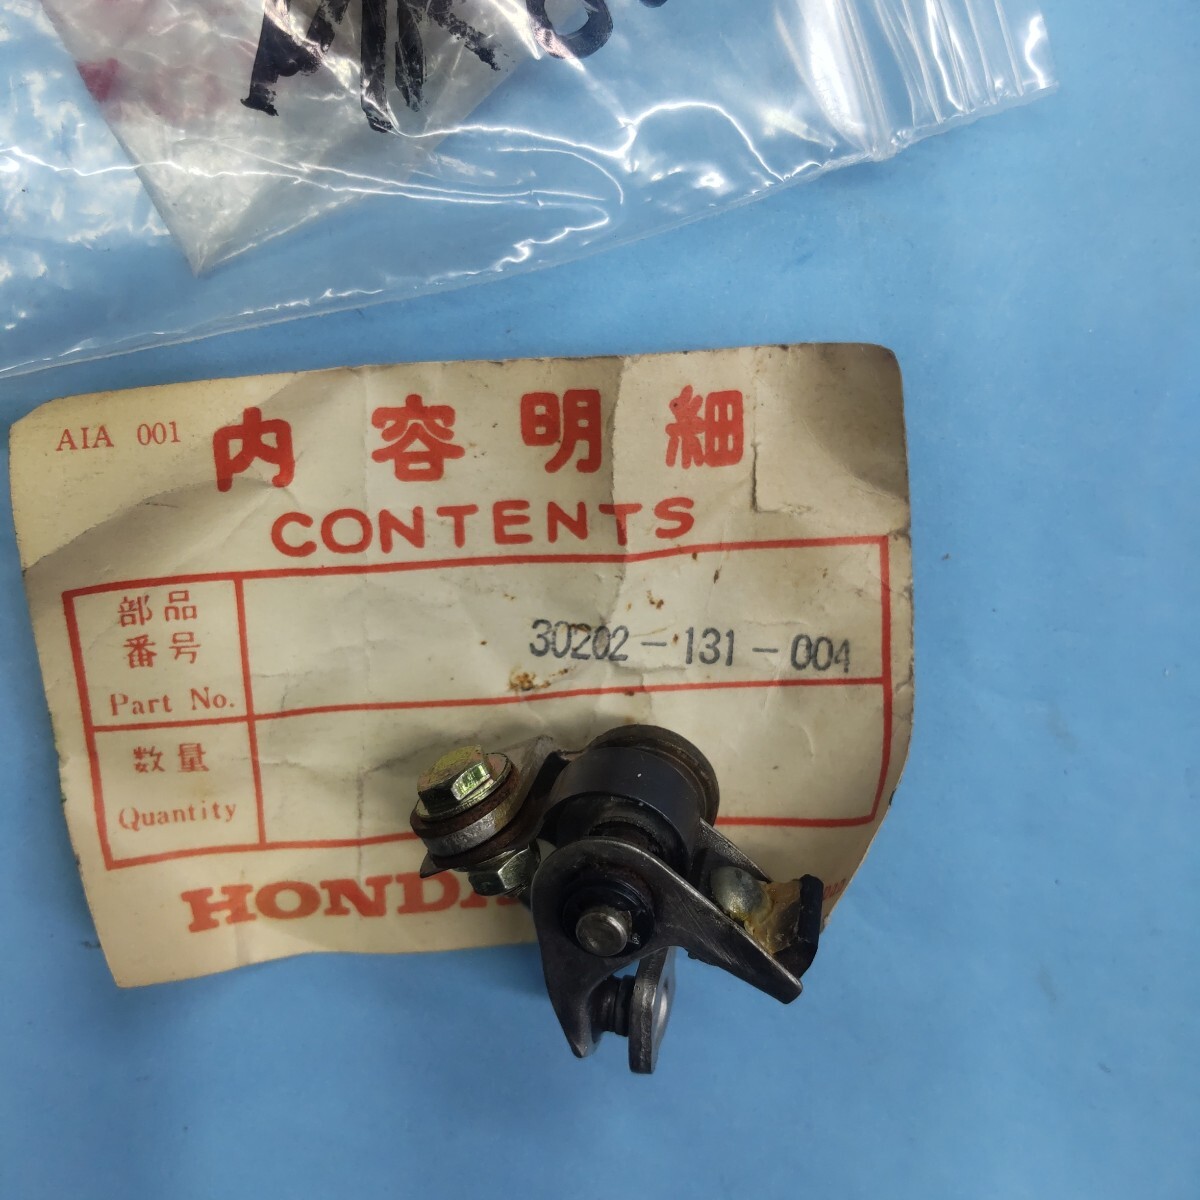 AIA 001
内容明細
CONTENTS
部品
番号
Part No.
30202-131-004
数量
Quantity
HONDA